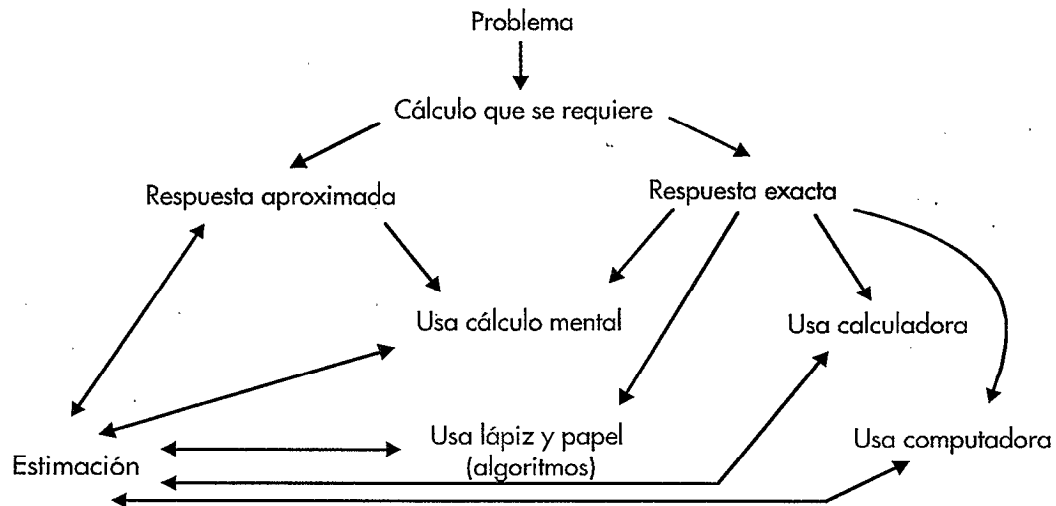 Problema
Cálculo que se requiere
Respuesta aproximada
Respuesta exacta
Usa cálculo mental
Usa calculadora
Usa lápiz y papel
(algoritmos)
Usa computadora
Estimación